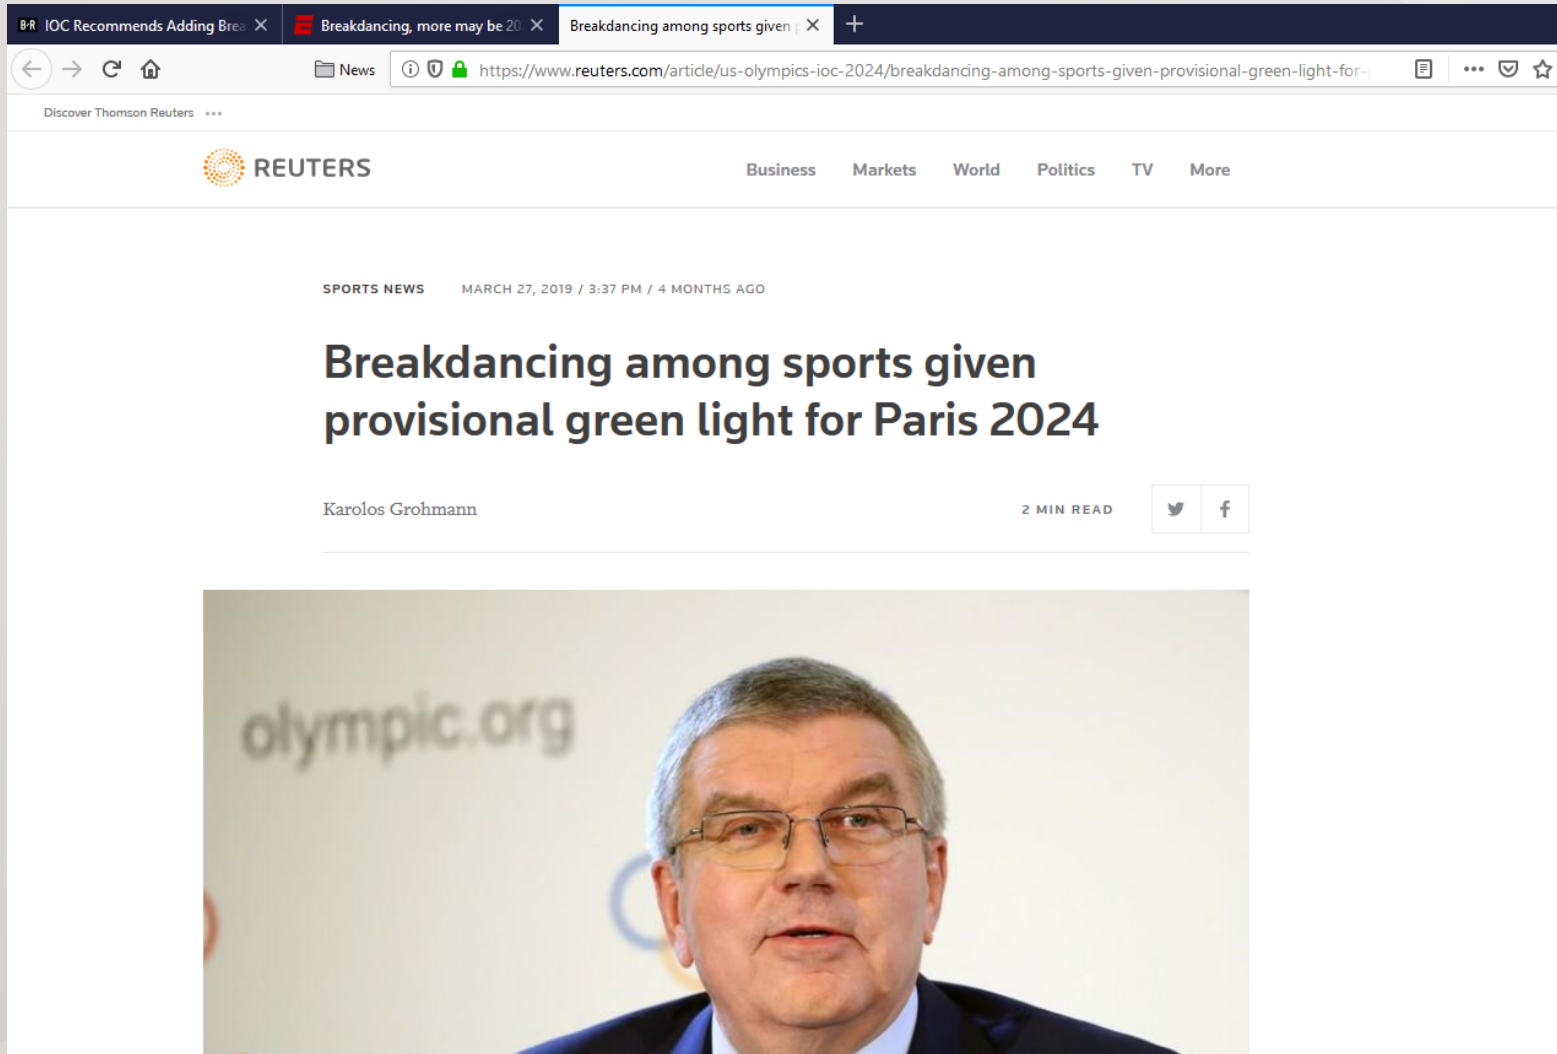 B·R IOC Recommends Adding Brea
E Breakdancing, more may be 20
Breakdancing among sports given p
News
https://www.reuters.com/article/us-olympics-ioc-2024/breakdancing-among-sports-given-provisional-green-light-for-p
Discover Thomson Reuters
REUTERS
Business Markets World Politics TV More
SPORTS NEWS MARCH 27, 2019 / 3:37 PM / 4 MONTHS AGO
Breakdancing among sports given
provisional green light for Paris 2024
Karolos Grohmann
2 MIN READ
olympic.org